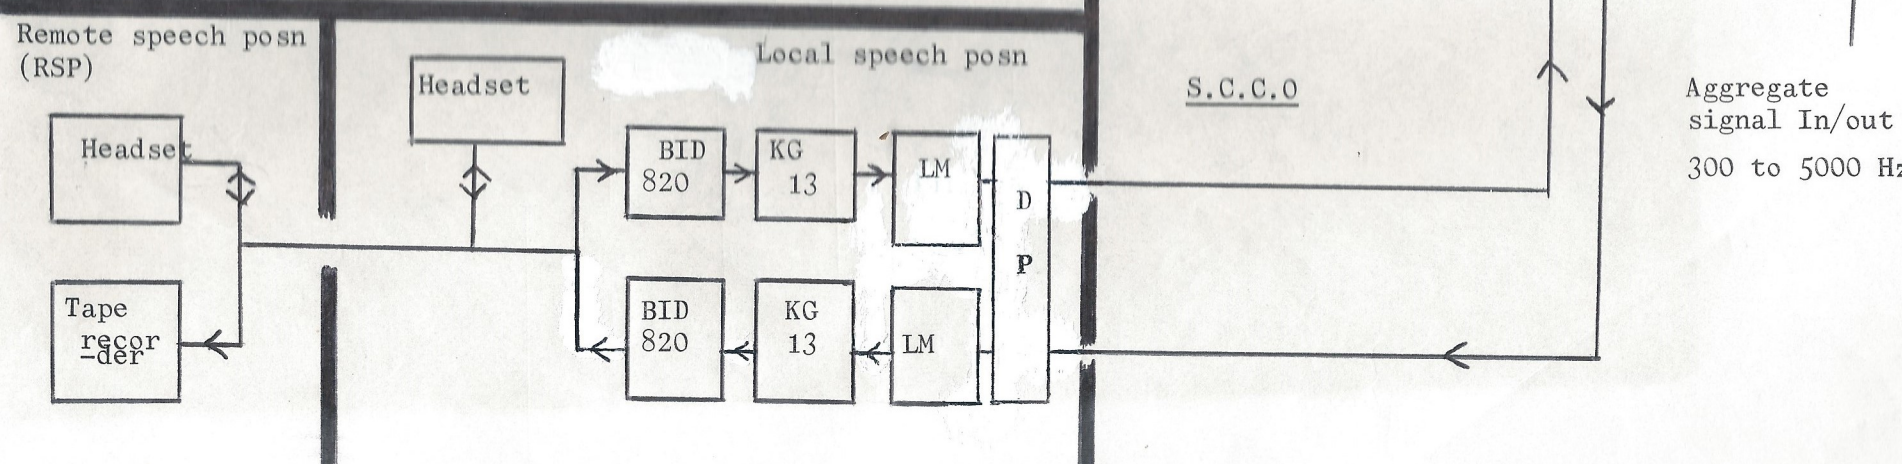 Remote speech posn
(RSP)
Headset
Tape
recor
-der
Headset
Local speech posn
BID
820
KG
13
LM
BID
820
KG
13
LM
D
P
S.C.C.O
Aggregate
signal In/out
300 to 5000 Hz